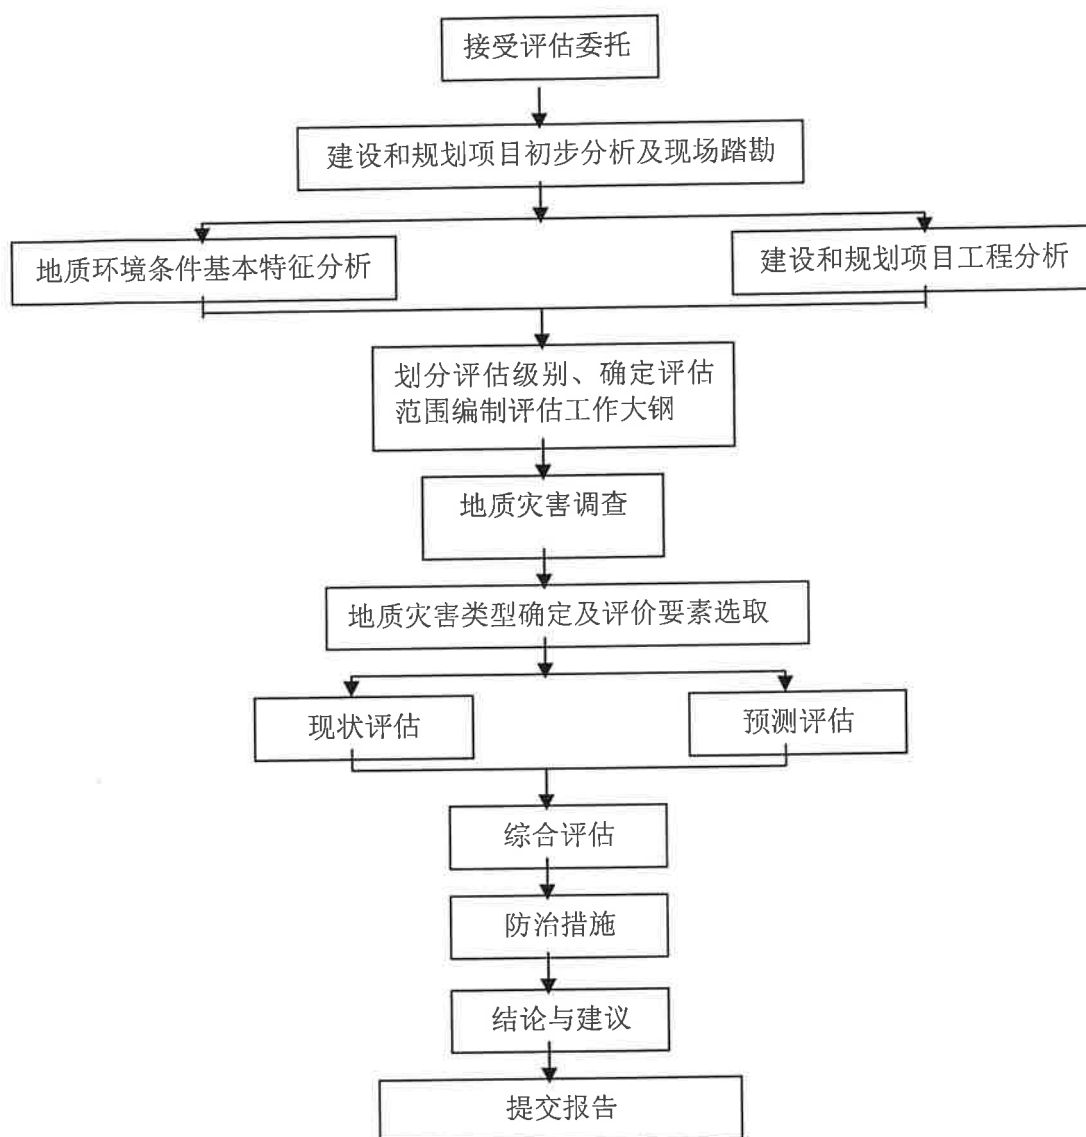 接受评估委托
建设和规划项目初步分析及现场踏勘
地质环境条件基本特征分析
建设和规划项目工程分析
划分评估级别、确定评估
范围编制评估工作大钢
地质灾害调查
地质灾害类型确定及评价要素选取
现状评估
预测评估
综合评估
防治措施
结论与建议
提交报告